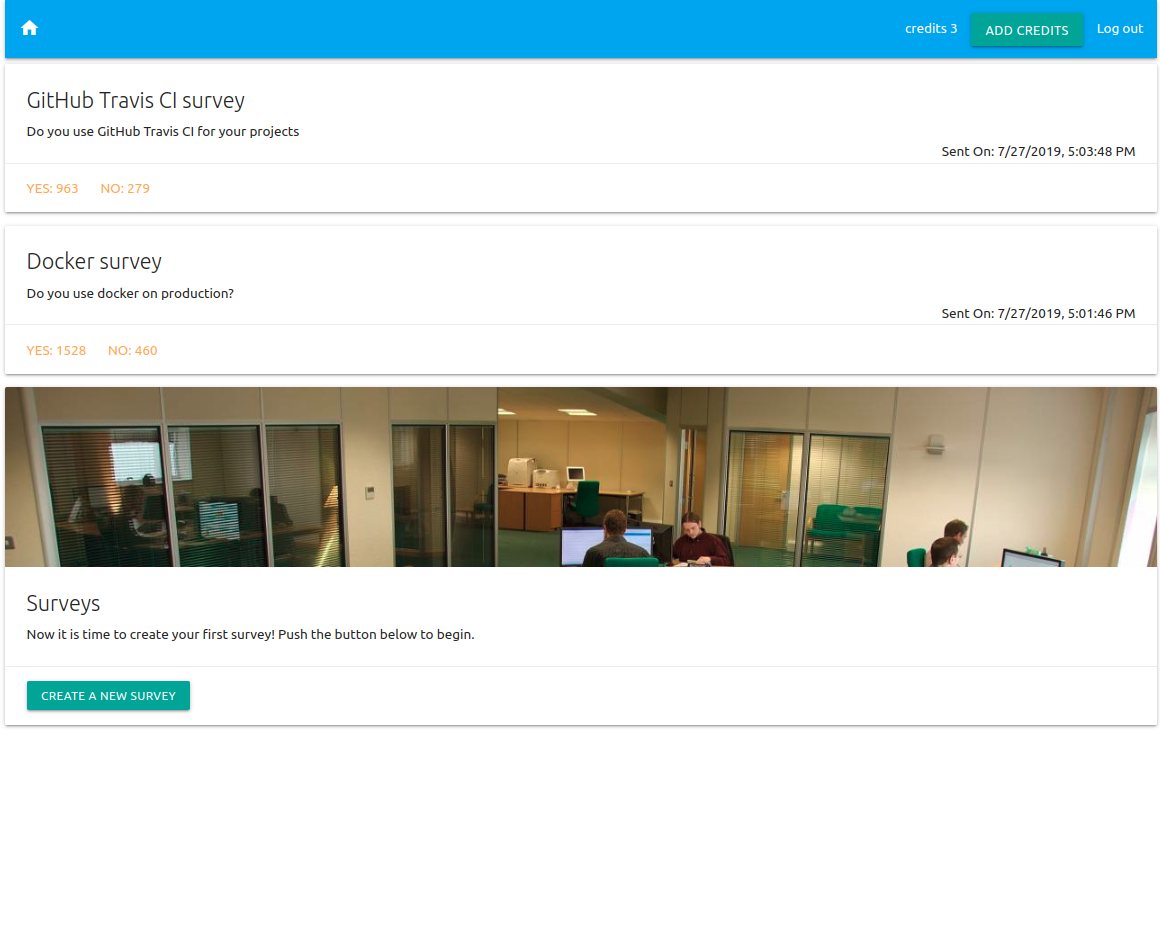 credits 3 ADD CREDITS Log out
GitHub Travis CI survey
Do you use GitHub Travis CI for your projects
Sent On: 7/27/2019, 5:03:48 PM
YES: 963 NO: 279
Docker survey
Do you use docker on production?
Sent On: 7/27/2019, 5:01:46 PM
YES: 1528 NO: 460
Surveys
Now it is time to create your first survey! Push the button below to begin.
CREATE A NEW SURVEY